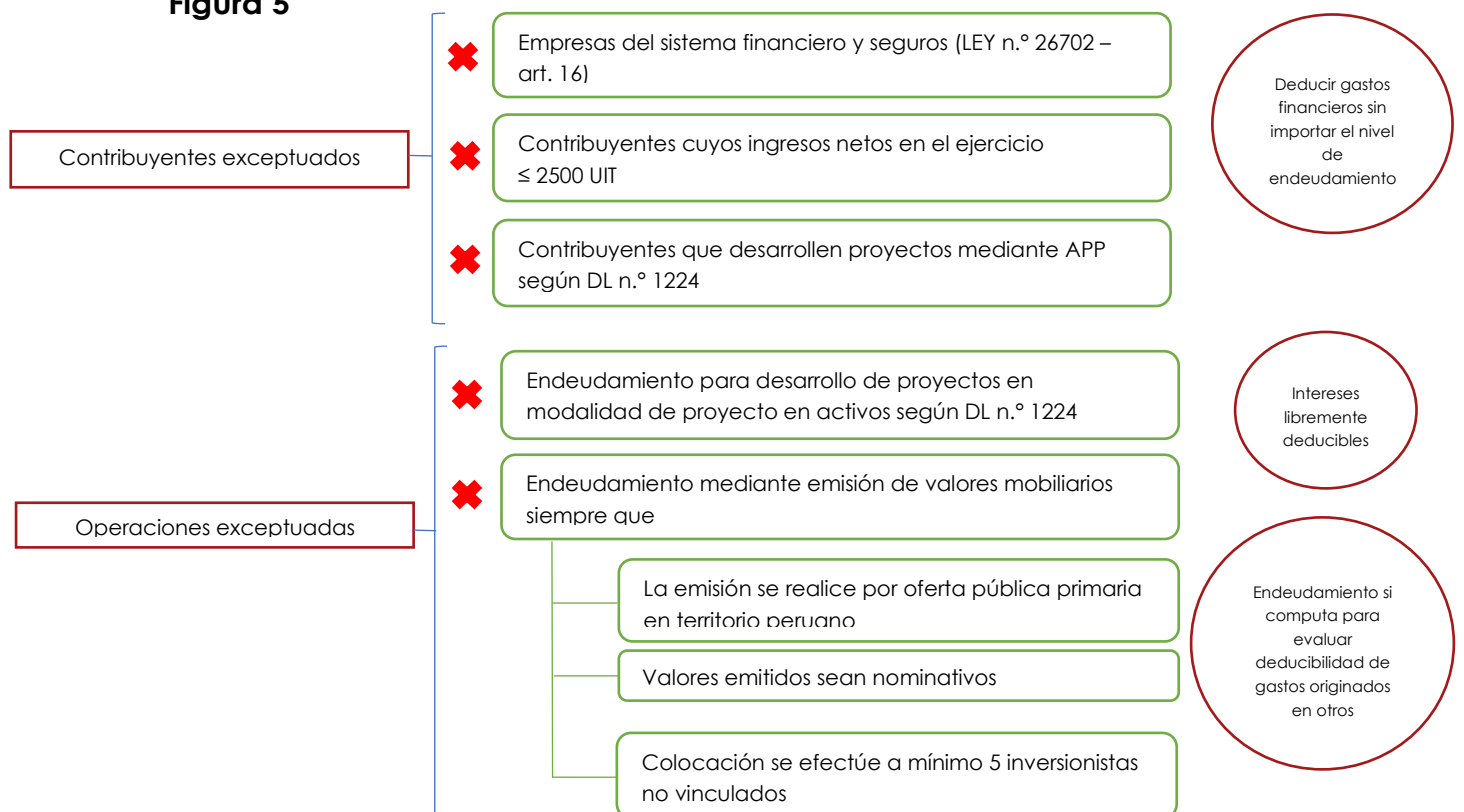 Figura 5
Contribuyentes exceptuados
Empresas del sistema financiero y seguros (LEY n.° 26702 –
art. 16)
Contribuyentes cuyos ingresos netos en el ejercicio
≤ 2500 UIT
Contribuyentes que desarrollen proyectos mediante APP
según DL n.° 1224
Deducir gastos
financieros sin
importar el nivel
de
endeudamiento
Operaciones exceptuadas
Endeudamiento para desarrollo de proyectos en
modalidad de proyecto en activos según DL n.° 1224
Endeudamiento mediante emisión de valores mobiliarios
siempre que
La emisión se realice por oferta pública primaria
en territorio peruano
Valores emitidos sean nominativos
Colocación se efectúe a mínimo 5 inversionistas
no vinculados
Intereses
libremente
deducibles
Endeudamiento si
computa para
evaluar
deducibilidad de
gastos originados
en otros